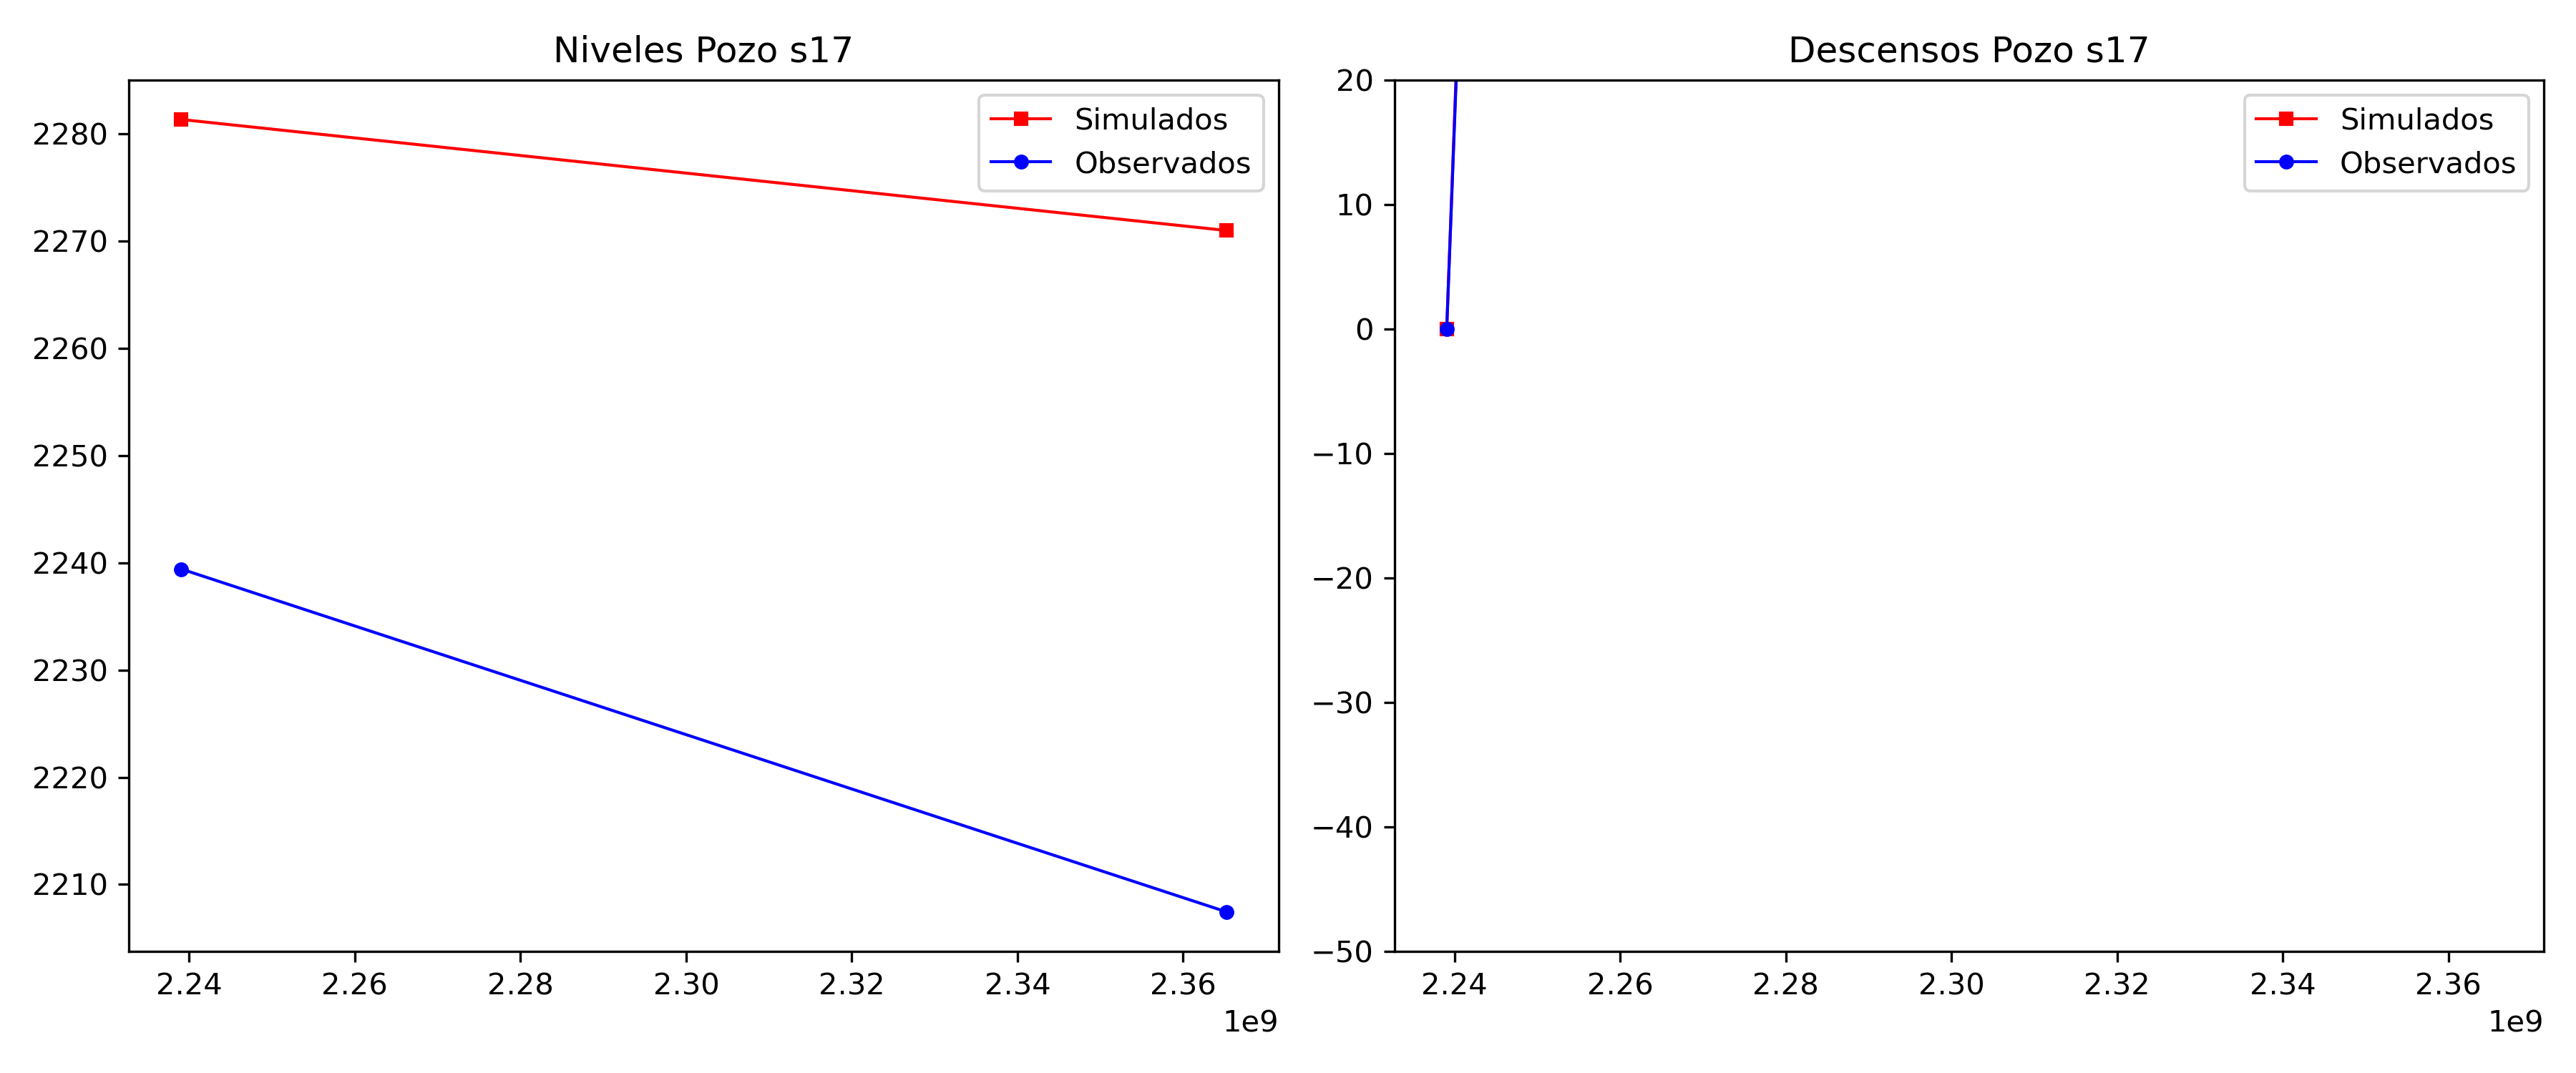 Niveles Pozo s17
2280
2270
2260
2250
2240
2230
2220
2210
2.24 2.26 2.28 2.30 2.32 2.34 2.36
1e9
Simulados
Observados
Descensos Pozo s17
20
10
0
−10
−20
−30
−40
−50
2.24 2.26 2.28 2.30 2.32 2.34 2.36
1e9
Simulados
Observados